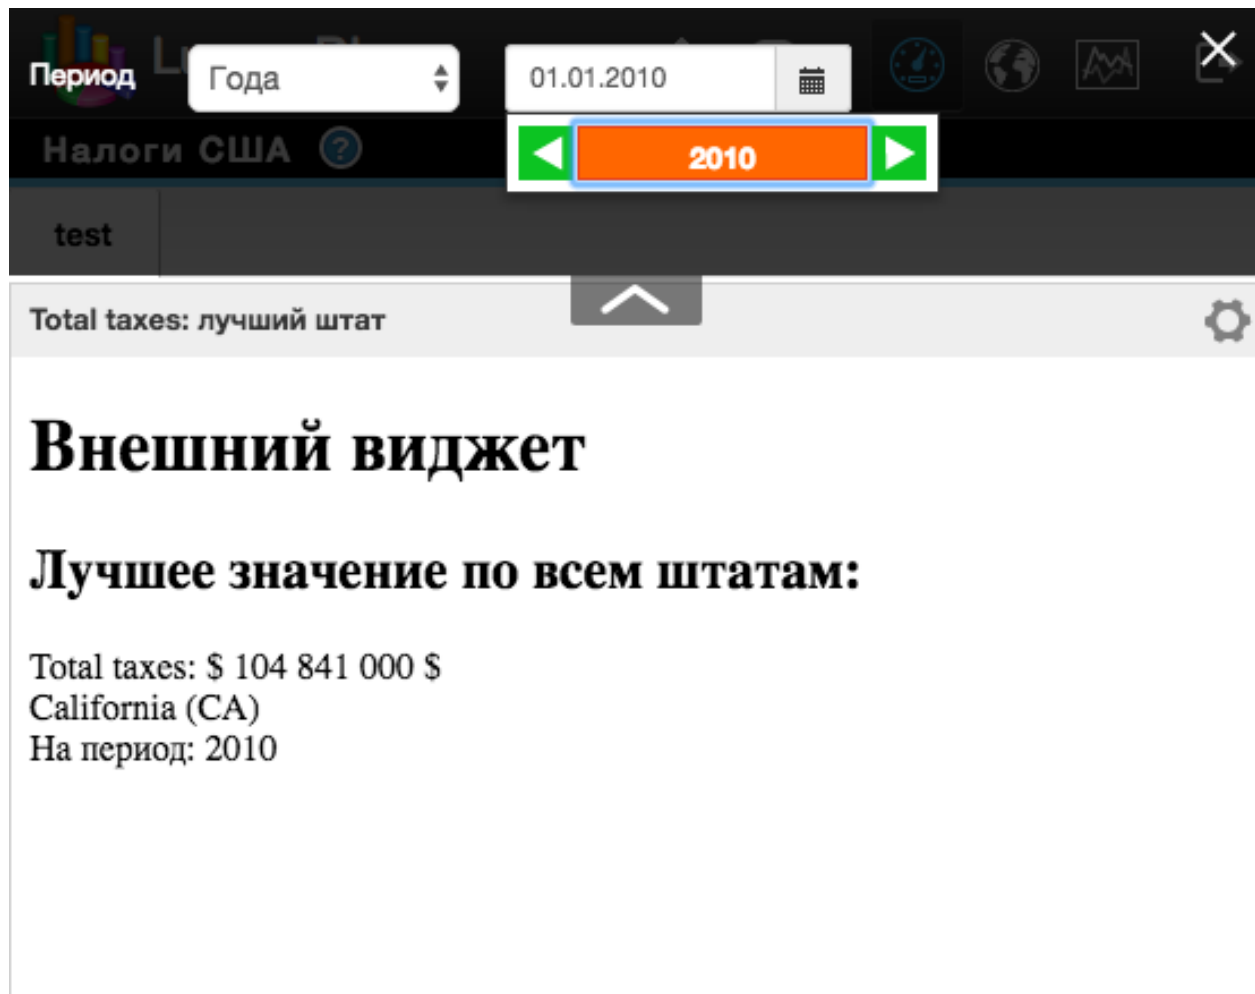 Период
Года
01.01.2010
2010
Налоги США ?
test
Total taxes: лучший штат
Внешний виджет
Лучшее значение по всем штатам:
Total taxes: $ 104 841 000 $
California (CA)
На период: 2010